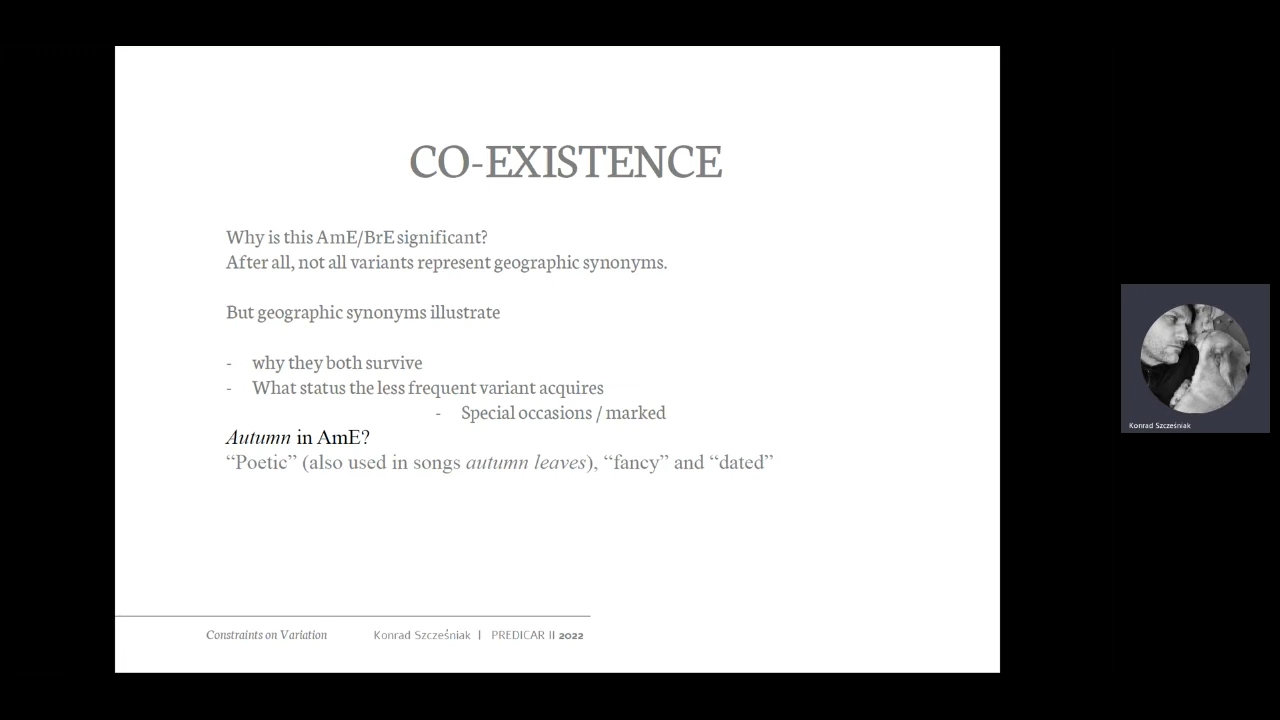 CO-EXISTENCE
Why is this AmE/BrE significant?
After all, not all variants represent geographic synonyms.
But geographic synonyms illustrate
- why they both survive
- What status the less frequent variant acquires
- Special occasions / marked
Autumn in AmE?
“Poetic” (also used in songs autumn leaves), “fancy” and “dated”
Constraints on Variation Konrad Szcześniak | PREDICAR II 2022
Konrad Szcześniak